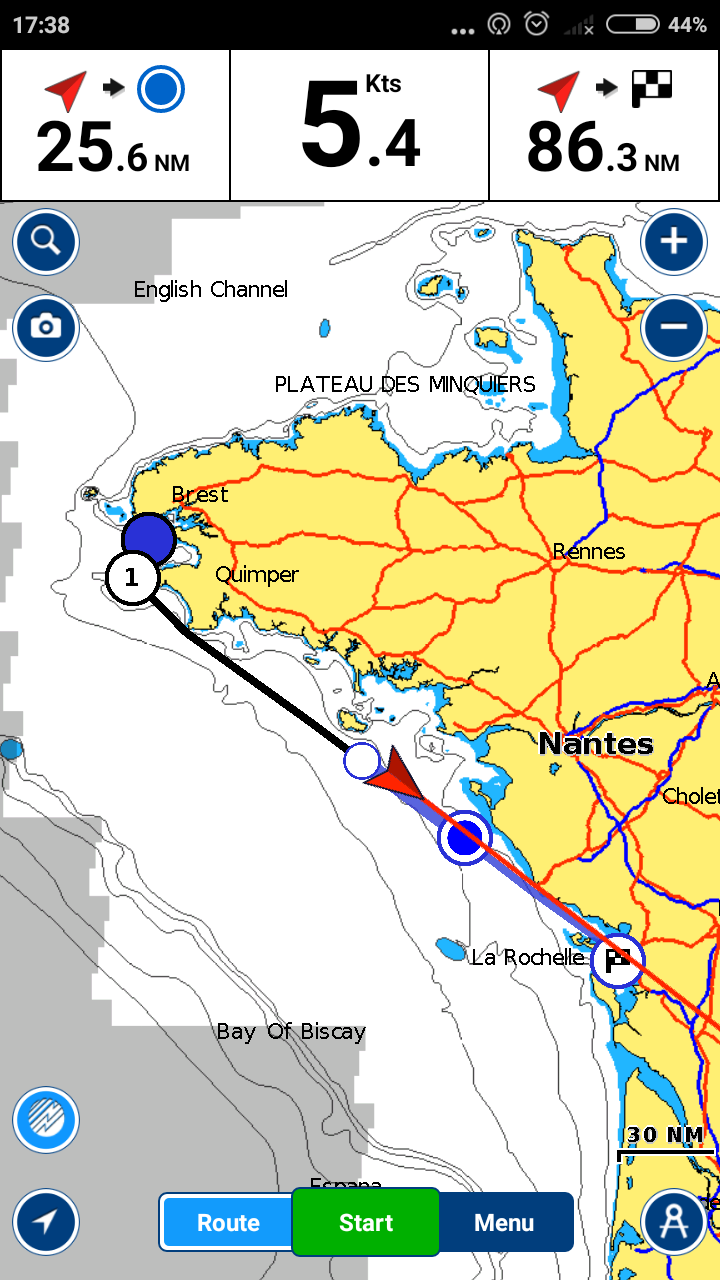 17:38
44%
25.6 NM
5.4 Kts
86.3 NM
English Channel
PLATEAU DES MINQUIERS
Brest
Rennes
1
Quimper
A
Nantes
Cholet
La Rochelle
Bay Of Biscay
30 NM
Espana
Route
Start
Menu